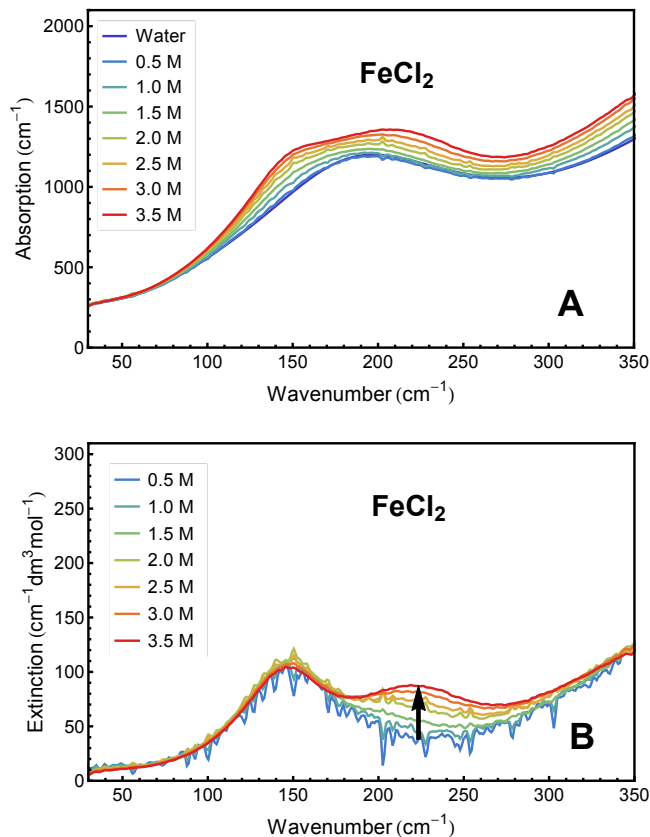 2000
1500
1000
500
0
Absorption (cm⁻¹)
Water
0.5 M
1.0 M
1.5 M
2.0 M
2.5 M
3.0 M
3.5 M
FeCl₂
A
50 100 150 200 250 300 350
Wavenumber (cm⁻¹)
300
250
200
150
100
50
0
Extinction (cm⁻¹dm³mol⁻¹)
0.5 M
1.0 M
1.5 M
2.0 M
2.5 M
3.0 M
3.5 M
FeCl₂
B
50 100 150 200 250 300 350
Wavenumber (cm⁻¹)